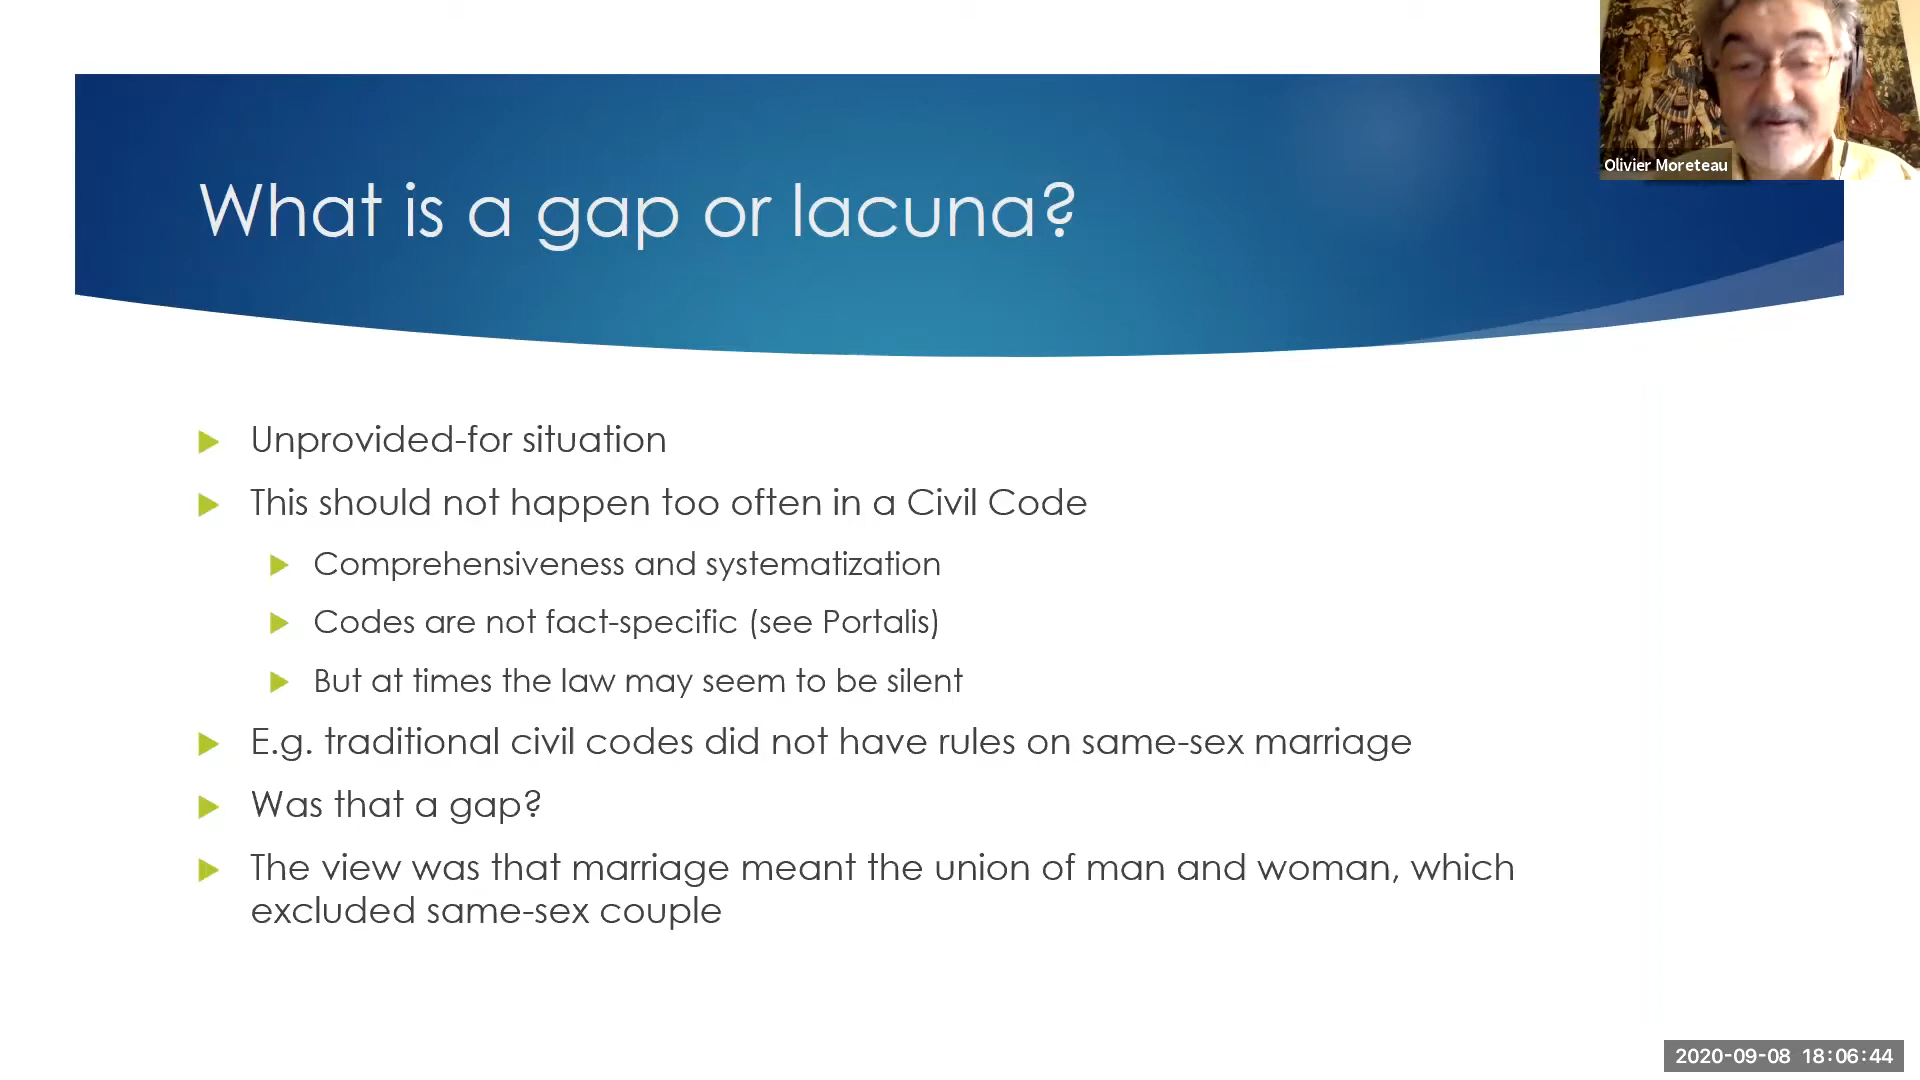 Olivier Moreteau
What is a gap or lacuna?
Unprovided-for situation
This should not happen too often in a Civil Code
Comprehensiveness and systematization
Codes are not fact-specific (see Portalis)
But at times the law may seem to be silent
E.g. traditional civil codes did not have rules on same-sex marriage
Was that a gap?
The view was that marriage meant the union of man and woman, which
excluded same-sex couple
2020-09-08 18:06:44